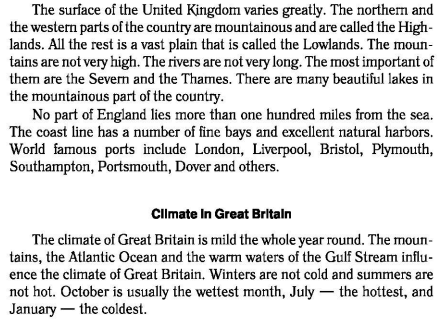 The surface of the United Kingdom varies greatly. The northern and
the western parts of the country are mountainous and are called the High-
lands. All the rest is a vast plain that is called the Lowlands. The moun-
tains are not very high. The rivers are not very long. The most important of
them are the Severn and the Thames. There are many beautiful lakes in
the mountainous part of the country.
No part of England lies more than one hundred miles from the sea.
The coast line has a number of fine bays and excellent natural harbors.
World famous ports include London, Liverpool, Bristol, Plymouth,
Southampton, Portsmouth, Dover and others.
Climate in Great Britain
The climate of Great Britain is mild the whole year round. The moun-
tains, the Atlantic Ocean and the warm waters of the Gulf Stream influ-
ence the climate of Great Britain. Winters are not cold and summers are
not hot. October is usually the wettest month, July — the hottest, and
January — the coldest.